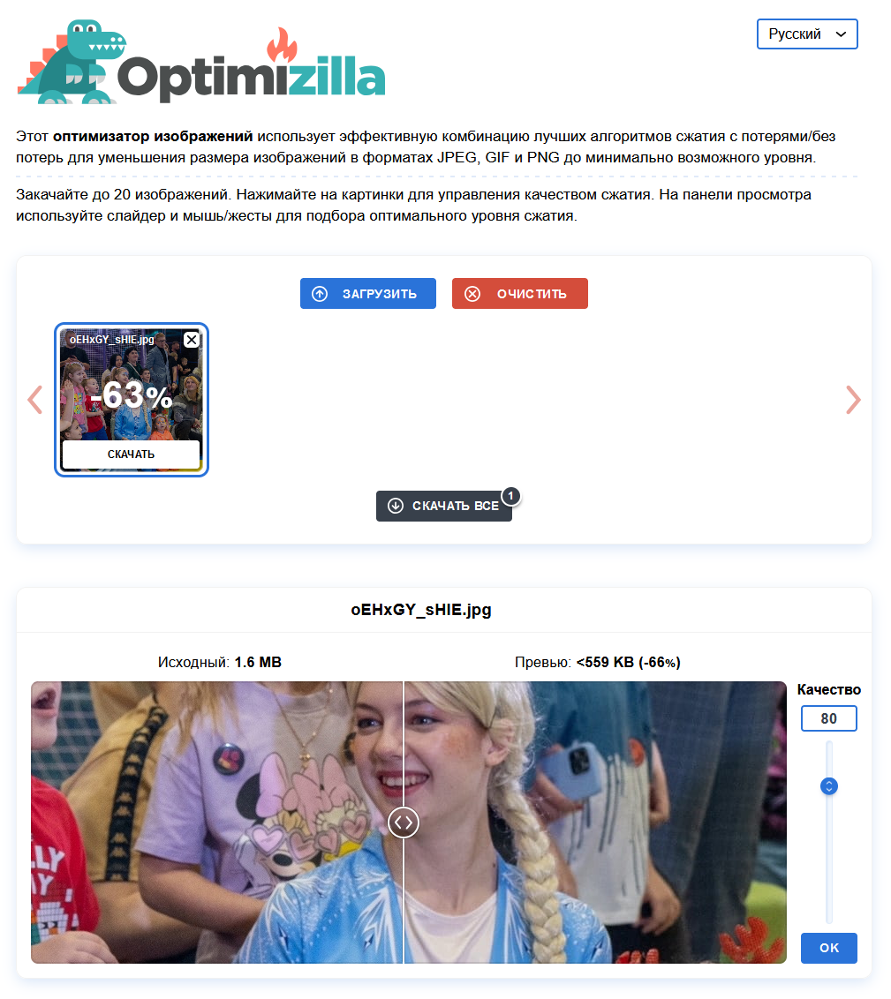 Optimizilla
Русский
Этот оптимизатор изображений использует эффективную комбинацию лучших алгоритмов сжатия с потерями/без
потерь для уменьшения размера изображений в форматах JPEG, GIF и PNG до минимально возможного уровня.
Закачайте до 20 изображений. Нажимайте на картинки для управления качеством сжатия. На панели просмотра
используйте слайдер и мышь/жесты для подбора оптимального уровня сжатия.
ЗАГРУЗИТЬ
ОЧИСТИТЬ
oEHxGY_sHIE.jpg
-63%
СКАЧАТЬ
СКАЧАТЬ ВСЕ
1
oEHxGY_sHIE.jpg
Исходный: 1.6 MB
Превью: <559 KB (-66%)
Качество
80
LLY
OK